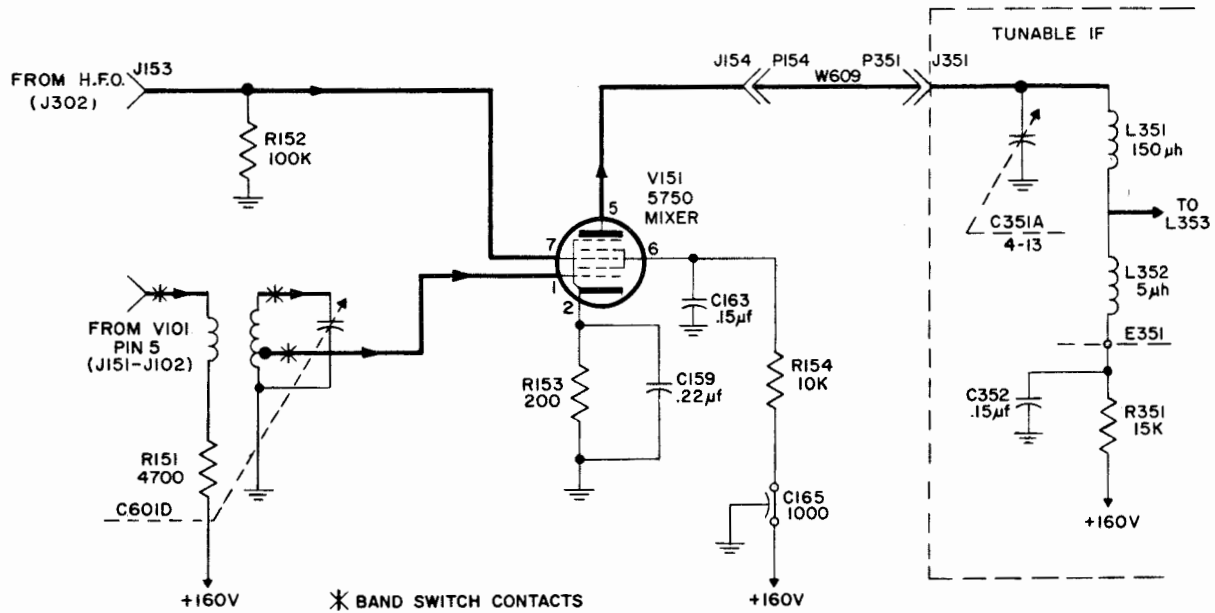 TUNABLE IF
J153
FROM H.F.O.
(J302)
R152
100K
J154
P154
W609
P351
J351
L351
150μh
TO
L353
C351A
4-13
V151
5750
MIXER
5
7
6
1
2
L352
5μh
E351
C163
.15μf
FROM V101
PIN 5
(J151-J102)
R154
10K
R153
200
C159
.22μf
C352
.15μf
R351
15K
R151
4700
C601D
C165
1000
+160V
+160V
+160V
BAND SWITCH CONTACTS